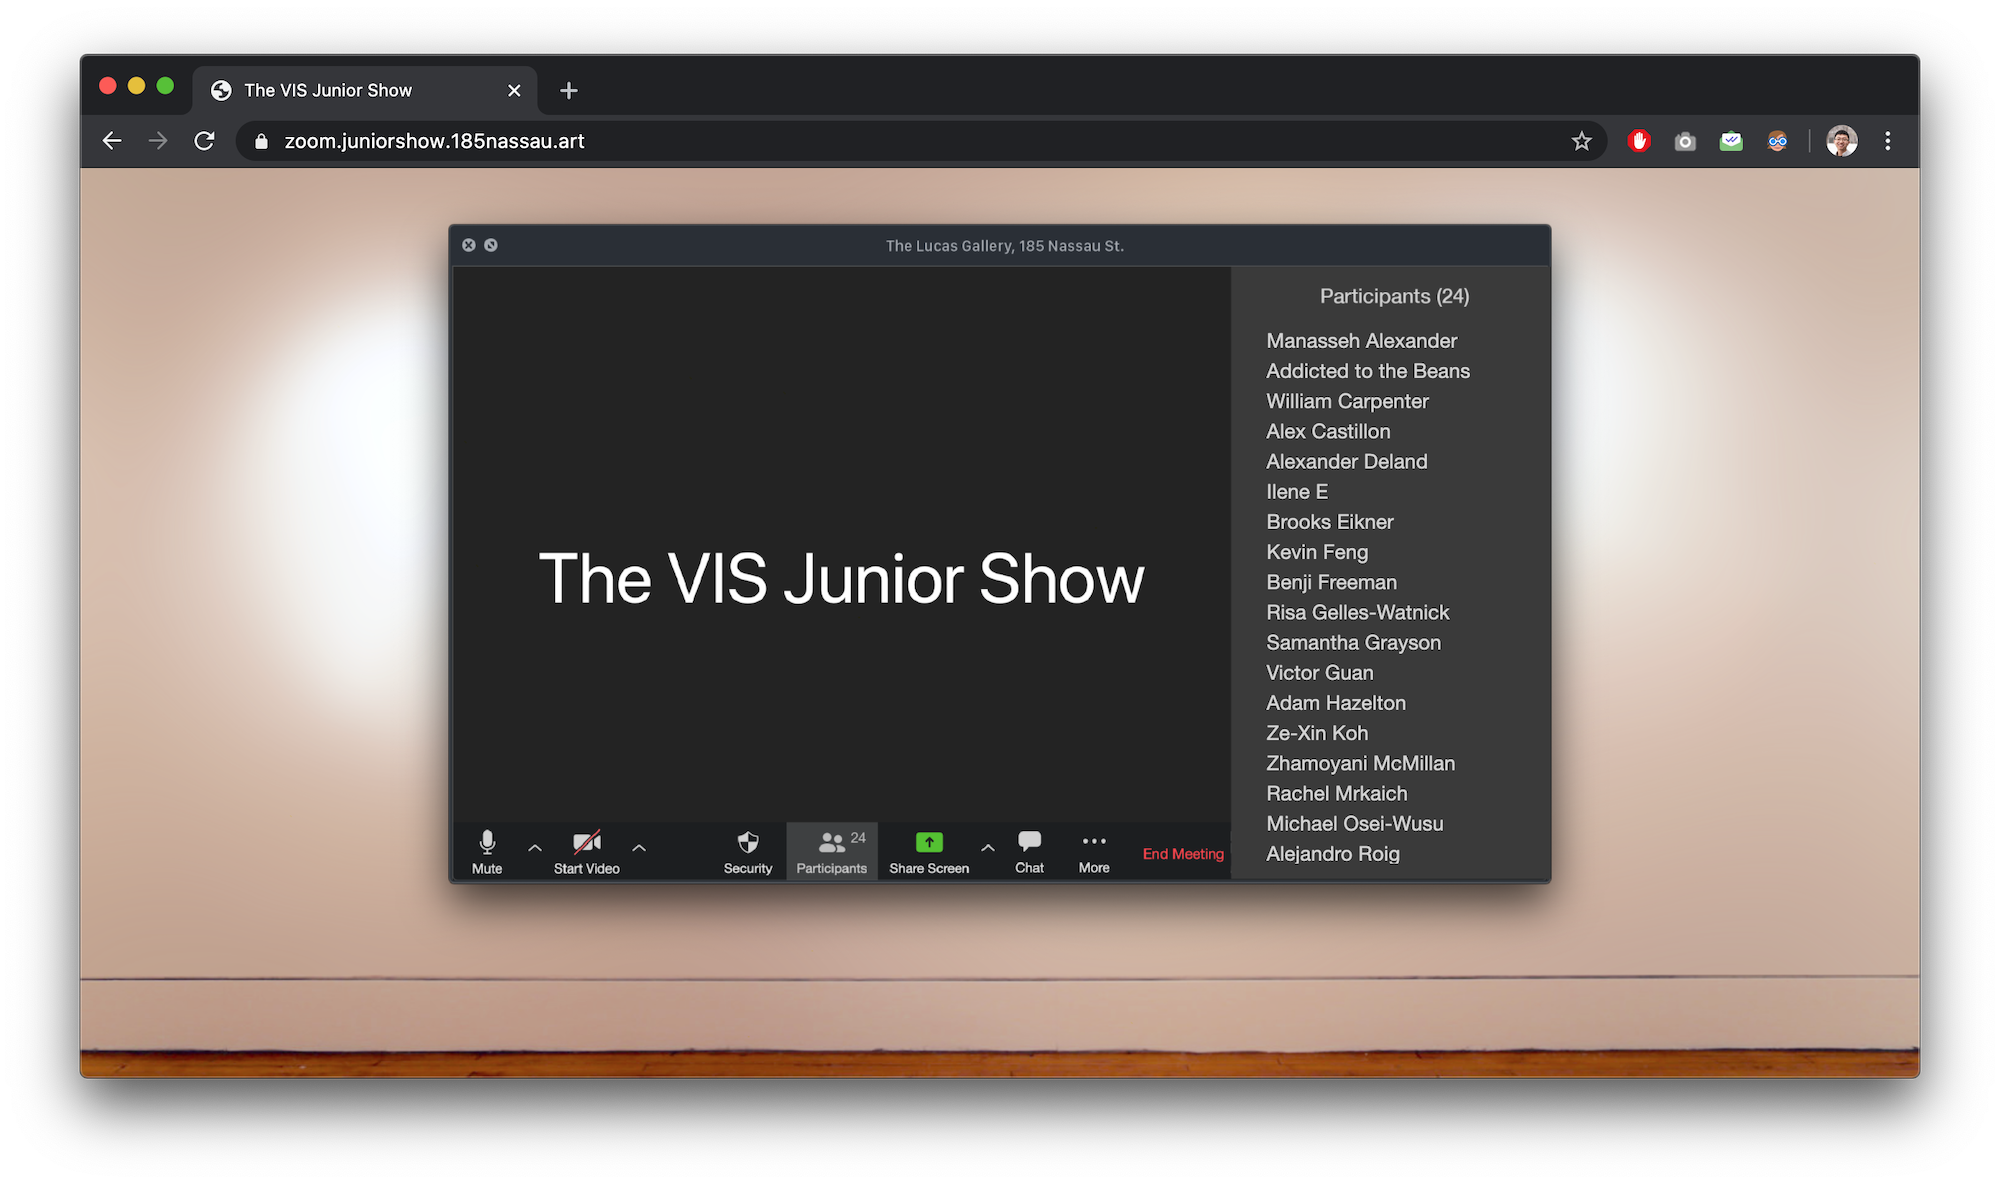 The VIS Junior Show
zoom.juniorshow.185nassau.art
The Lucas Gallery, 185 Nassau St.
The VIS Junior Show
Participants (24)
Manasseh Alexander
Addicted to the Beans
William Carpenter
Alex Castillon
Alexander Deland
Ilene E
Brooks Eikner
Kevin Feng
Benji Freeman
Risa Gelles-Watnick
Samantha Grayson
Victor Guan
Adam Hazelton
Ze-Xin Koh
Zhamoyani McMillan
Rachel Mrkaich
Michael Osei-Wusu
Alejandro Roig
Mute
Start Video
Security
24
Participants
Share Screen
Chat
More
End Meeting